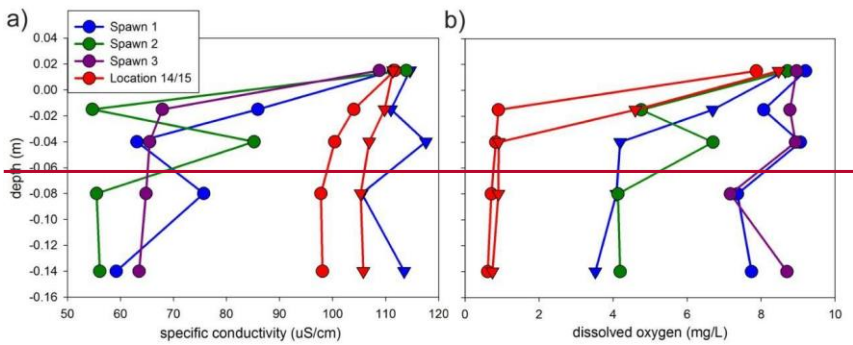 a)
Spawn 1
Spawn 2
Spawn 3
Location 14/15
0.04
0.02
0.00
-0.02
-0.04
-0.06
-0.08
-0.10
-0.12
-0.14
-0.16
depth (m)
50 60 70 80 90 100 110 120
specific conductivity (uS/cm)
b)
0 2 4 6 8 10
dissolved oxygen (mg/L)